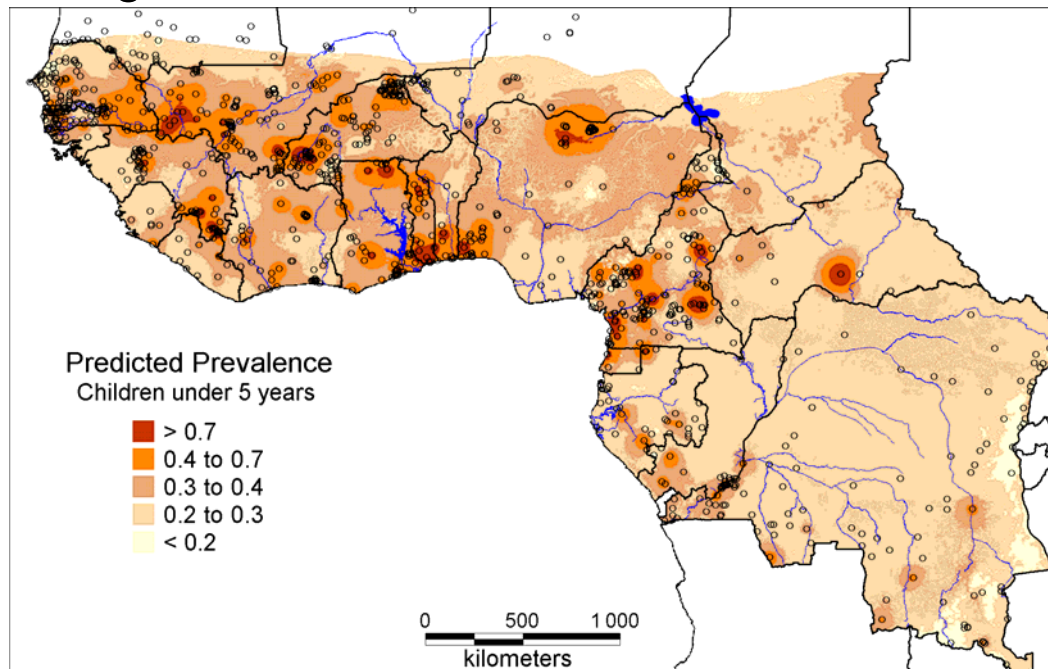 Predicted Prevalence
Children under 5 years
> 0.7
0.4 to 0.7
0.3 to 0.4
0.2 to 0.3
< 0.2
0 500 1 000
kilometers